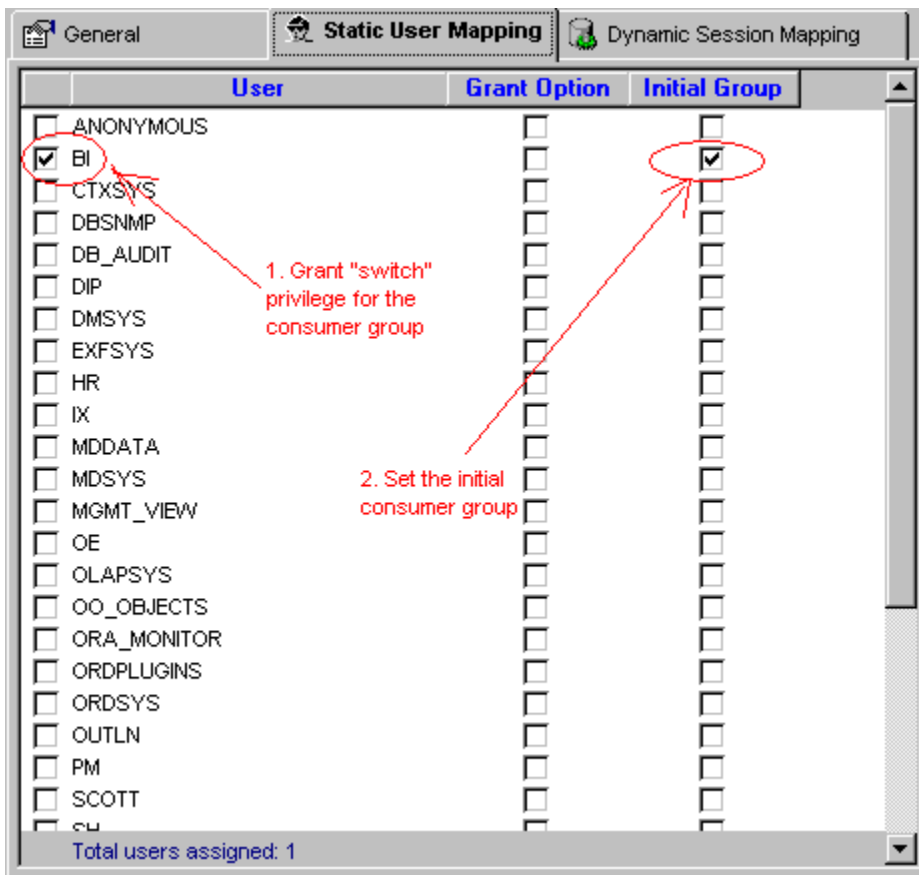 General
Static User Mapping
Dynamic Session Mapping
User Grant Option Initial Group
ANONYMOUS
BI
CTXSYS
DBSNMP
DB_AUDIT
1. Grant "switch"
privilege for the
consumer group
DIP
DMSYS
EXFSYS
HR
IX
MDDATA
MDSYS
2. Set the initial
consumer group
MGMT_VIEW
OE
OLAPSYS
OO_OBJECTS
ORA_MONITOR
ORDPLUGINS
ORDSYS
OUTLN
PM
SCOTT
Total users assigned: 1